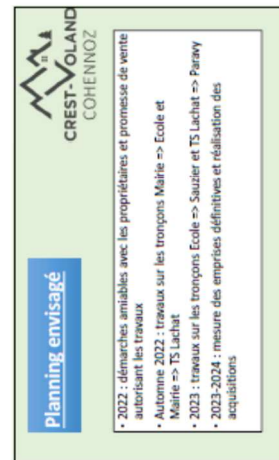 Planning envisagé
CREST-VOLAND
COHENNOZ
• 2022 : démarches amiables avec les propriétaires et promesse de vente
autorisant les travaux
• Automne 2022 : travaux sur les tronçons Mairie => Ecole et
Mairie => TS Lachat
• 2023 : travaux sur les tronçons Ecole => Sauzier et TS Lachat => Paravy
• 2023-2024 : mesure des emprises définitives et réalisation des
acquisitions